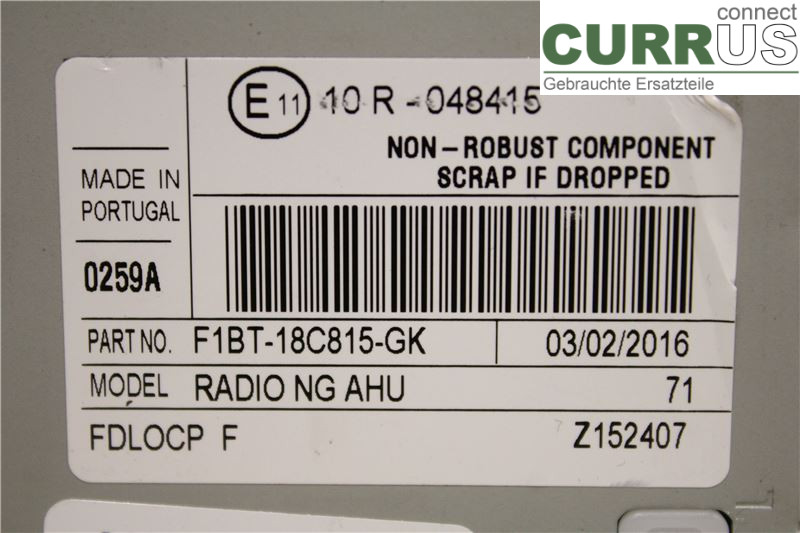 connect
CURRUS
Gebrauchte Ersatzteile
E 11 10 R - 048415
NON - ROBUST COMPONENT
SCRAP IF DROPPED
MADE IN
PORTUGAL
0259A
PART NO. F1BT-18C815-GK 03/02/2016
MODEL RADIO NG AHU 71
FDLOCP F Z152407